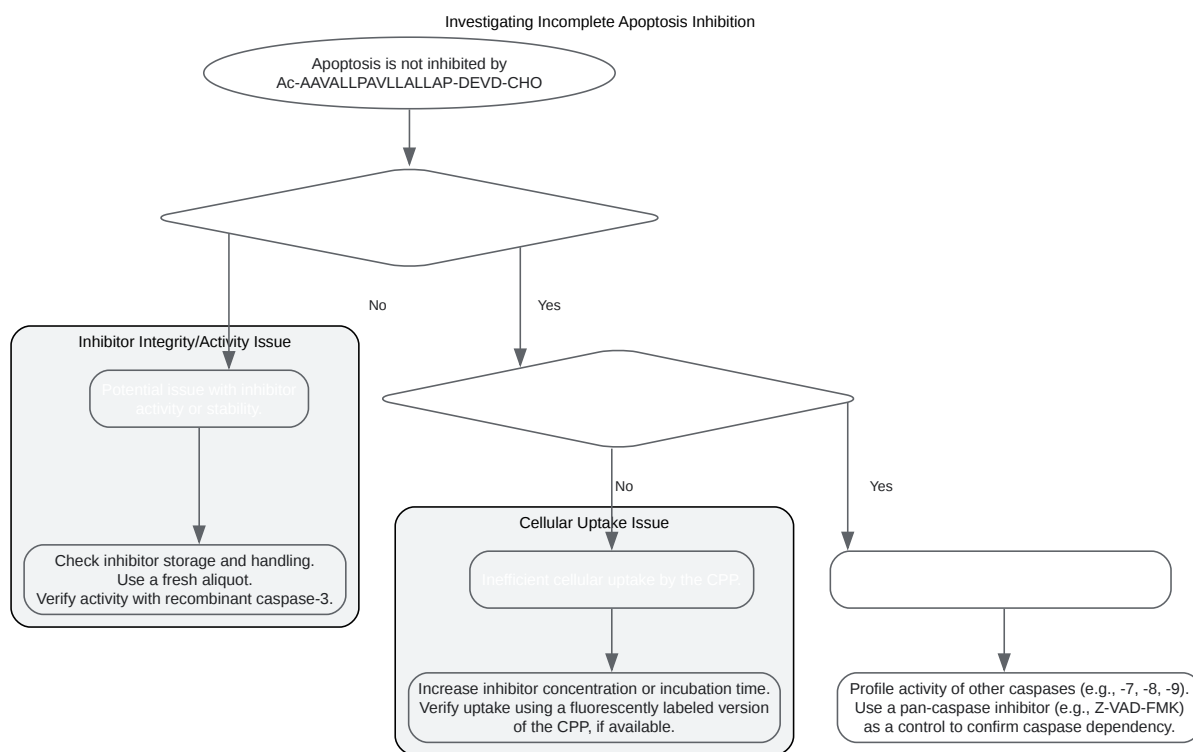 Investigating Incomplete Apoptosis Inhibition
Apoptosis is not inhibited by
Ac-AAVALLPAVLLALLAP-DEVD-CHO
No
Yes
Inhibitor Integrity/Activity Issue
Potential issue with inhibitor
activity or stability.
No
Yes
Cellular Uptake Issue
Check inhibitor storage and handling.
Use a fresh aliquot.
Verify activity with recombinant caspase-3.
Inefficient cellular uptake by the CPP.
Increase inhibitor concentration or incubation time.
Verify uptake using a fluorescently labeled version
of the CPP, if available.
Profile activity of other caspases (e.g., -7, -8, -9).
Use a pan-caspase inhibitor (e.g., Z-VAD-FMK)
as a control to confirm caspase dependency.